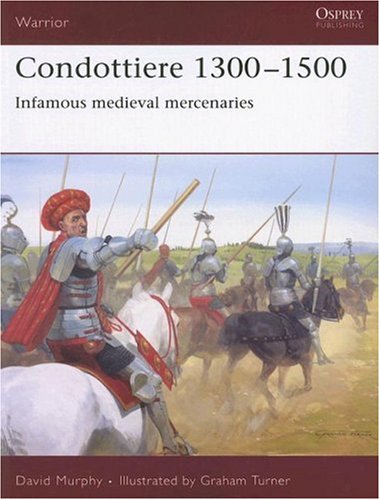 Warrior
OSPREY
PUBLISHING
Condottiere 1300–1500
Infamous medieval mercenaries
David Murphy • Illustrated by Graham Turner